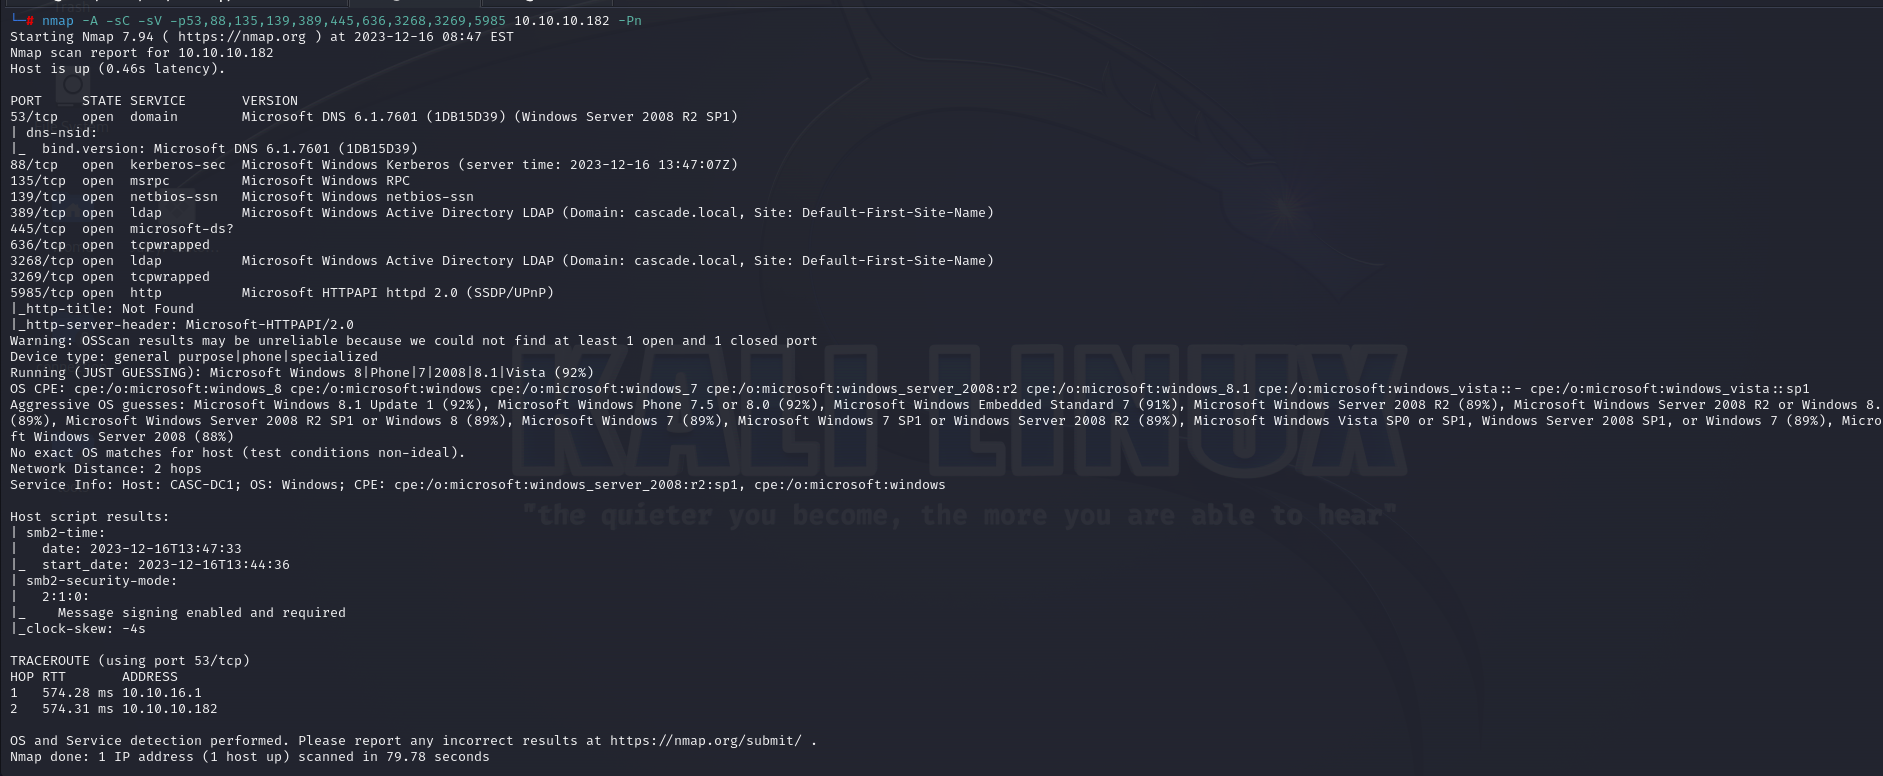 └─# nmap -A -sC -sV -p53,88,135,139,389,445,636,3268,3269,5985 10.10.10.182 -Pn
Starting Nmap 7.94 ( https://nmap.org ) at 2023-12-16 08:47 EST
Nmap scan report for 10.10.10.182
Host is up (0.46s latency).
PORT     STATE SERVICE       VERSION
53/tcp   open  domain        Microsoft DNS 6.1.7601 (1DB15D39) (Windows Server 2008 R2 SP1)
| dns-nsid:
|_  bind.version: Microsoft DNS 6.1.7601 (1DB15D39)
88/tcp   open  kerberos-sec  Microsoft Windows Kerberos (server time: 2023-12-16 13:47:07Z)
135/tcp  open  msrpc         Microsoft Windows RPC
139/tcp  open  netbios-ssn   Microsoft Windows netbios-ssn
389/tcp  open  ldap          Microsoft Windows Active Directory LDAP (Domain: cascade.local, Site: Default-First-Site-Name)
445/tcp  open  microsoft-ds?
636/tcp  open  tcpwrapped
3268/tcp open  ldap          Microsoft Windows Active Directory LDAP (Domain: cascade.local, Site: Default-First-Site-Name)
3269/tcp open  tcpwrapped
5985/tcp open  http          Microsoft HTTPAPI httpd 2.0 (SSDP/UPnP)
|_http-title: Not Found
|_http-server-header: Microsoft-HTTPAPI/2.0
Warning: OSScan results may be unreliable because we could not find at least 1 open and 1 closed port
Device type: general purpose|phone|specialized
Running (JUST GUESSING): Microsoft Windows 8|Phone|7|2008|8.1|Vista (92%)
OS CPE: cpe:/o:microsoft:windows_8 cpe:/o:microsoft:windows cpe:/o:microsoft:windows_7 cpe:/o:microsoft:windows_server_2008:r2 cpe:/o:microsoft:windows_8.1 cpe:/o:microsoft:windows_vista::- cpe:/o:microsoft:windows_vista::sp1
Aggressive OS guesses: Microsoft Windows 8.1 Update 1 (92%), Microsoft Windows Phone 7.5 or 8.0 (92%), Microsoft Windows Embedded Standard 7 (91%), Microsoft Windows Server 2008 R2 (89%), Microsoft Windows Server 2008 R2 or Windows 8.
(89%), Microsoft Windows Server 2008 R2 SP1 or Windows 8 (89%), Microsoft Windows 7 (89%), Microsoft Windows 7 SP1 or Windows Server 2008 R2 (89%), Microsoft Windows Vista SP0 or SP1, Windows Server 2008 SP1, or Windows 7 (89%), Micro
ft Windows Server 2008 (88%)
No exact OS matches for host (test conditions non-ideal).
Network Distance: 2 hops
Service Info: Host: CASC-DC1; OS: Windows; CPE: cpe:/o:microsoft:windows_server_2008:r2:sp1, cpe:/o:microsoft:windows
KALI LINUX
"the quieter you become, the more you are able to hear"
Host script results:
| smb2-time:
|   date: 2023-12-16T13:47:33
|_  start_date: 2023-12-16T13:44:36
| smb2-security-mode:
|   2:1:0:
|_    Message signing enabled and required
|_clock-skew: -4s
TRACEROUTE (using port 53/tcp)
HOP RTT       ADDRESS
1   574.28 ms 10.10.16.1
2   574.31 ms 10.10.10.182
OS and Service detection performed. Please report any incorrect results at https://nmap.org/submit/ .
Nmap done: 1 IP address (1 host up) scanned in 79.78 seconds